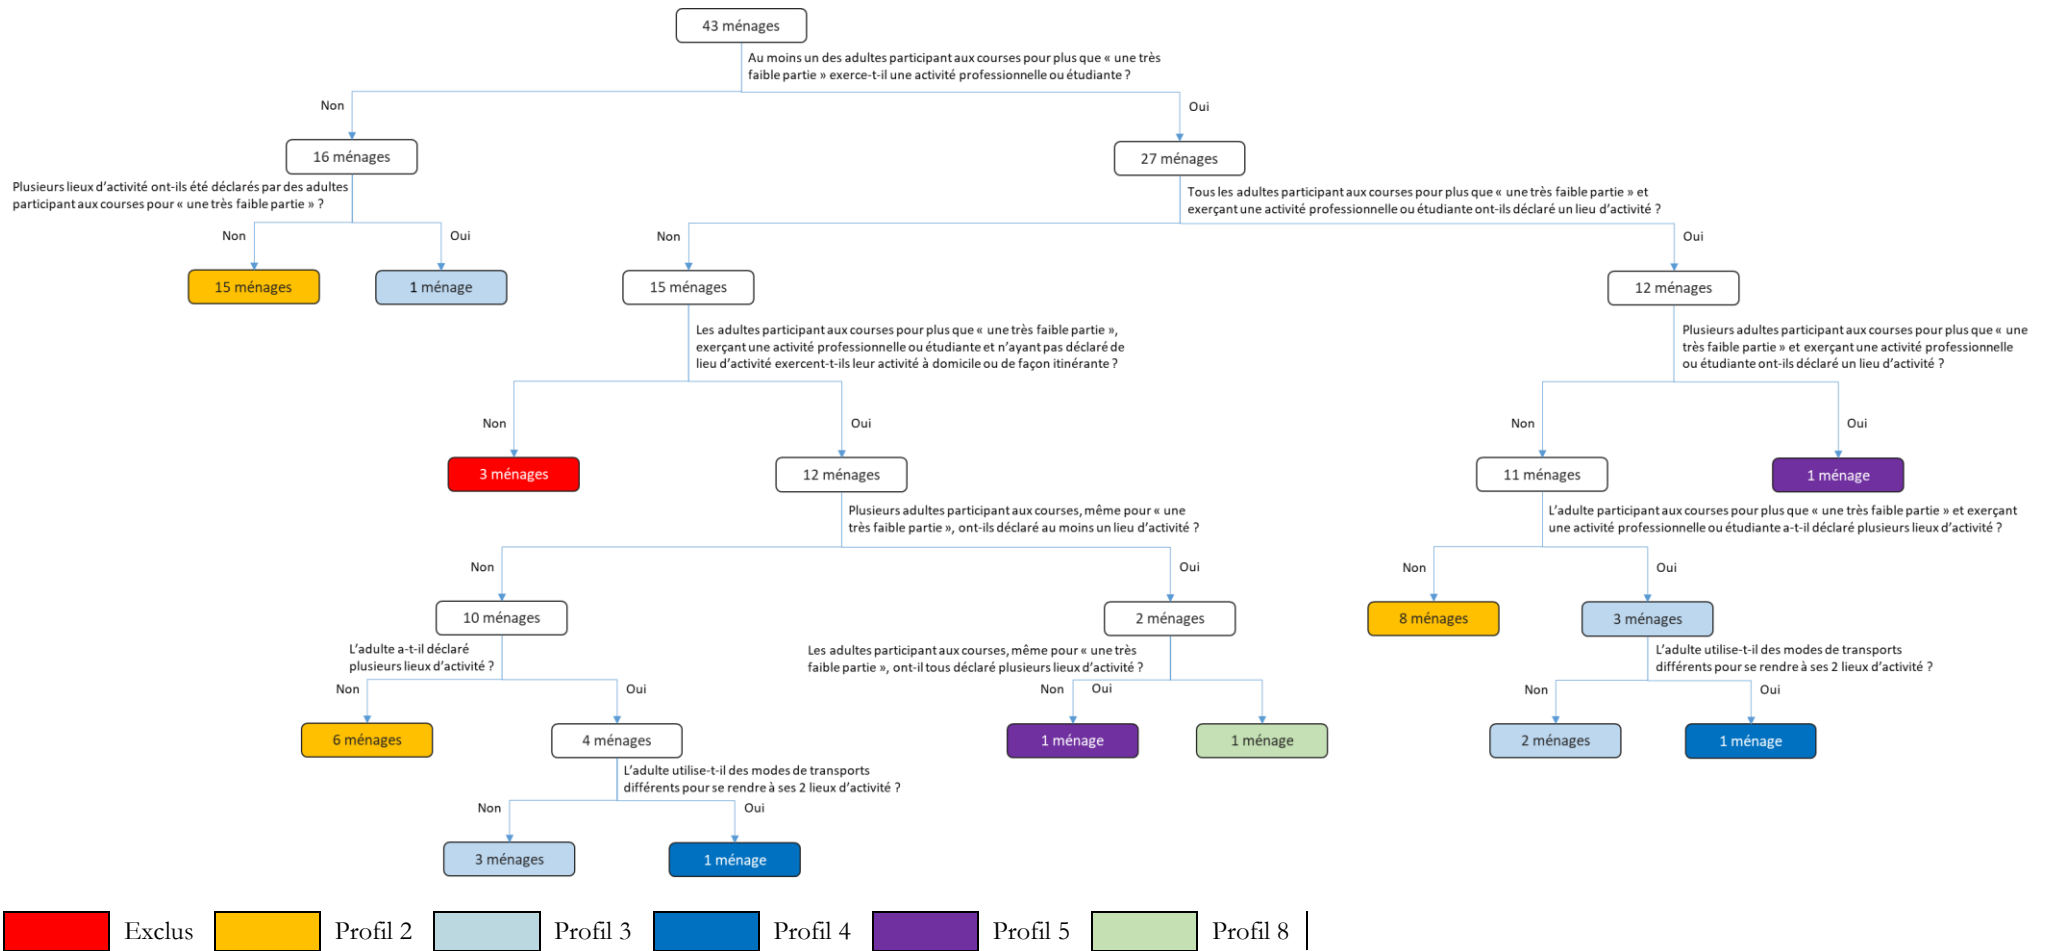 43 ménages
Au moins un des adultes participant aux courses pour plus que « une très
faible partie » exerce-t-il une activité professionnelle ou étudiante ?
Non
Oui
16 ménages
27 ménages
Plusieurs lieux d’activité ont-ils été déclarés par des adultes
participant aux courses pour « une très faible partie » ?
Tous les adultes participant aux courses pour plus que « une très faible partie » et
exerçant une activité professionnelle ou étudiante ont-ils déclaré un lieu d’activité ?
Non
Oui
Non
Oui
15 ménages
1 ménage
15 ménages
12 ménages
Les adultes participant aux courses pour plus que « une très faible partie »,
exerçant une activité professionnelle ou étudiante et n’ayant pas déclaré de
lieu d’activité exercent-t-ils leur activité à domicile ou de façon itinérante ?
Plusieurs adultes participant aux courses pour plus que « une
très faible partie » et exerçant une activité professionnelle
ou étudiante ont-ils déclaré un lieu d’activité ?
Non
Oui
Non
Oui
3 ménages
12 ménages
11 ménages
1 ménage
Plusieurs adultes participant aux courses, même pour « une
très faible partie », ont-ils déclaré au moins un lieu d’activité ?
L’adulte participant aux courses pour plus que « une très faible partie » et exerçant
une activité professionnelle ou étudiante a-t-il déclaré plusieurs lieux d’activité ?
Non
Oui
Non
Oui
10 ménages
2 ménages
8 ménages
3 ménages
L’adulte a-t-il déclaré
plusieurs lieux d’activité ?
Les adultes participant aux courses, même pour « une très
faible partie », ont-il tous déclaré plusieurs lieux d’activité ?
L’adulte utilise-t-il des modes de transports
différents pour se rendre à ses 2 lieux d’activité ?
Non
Oui
Non
Oui
Non
Oui
6 ménages
4 ménages
1 ménage
1 ménage
2 ménages
1 ménage
L’adulte utilise-t-il des modes de transports
différents pour se rendre à ses 2 lieux d’activité ?
Non
Oui
3 ménages
1 ménage
Exclus
Profil 2
Profil 3
Profil 4
Profil 5
Profil 8